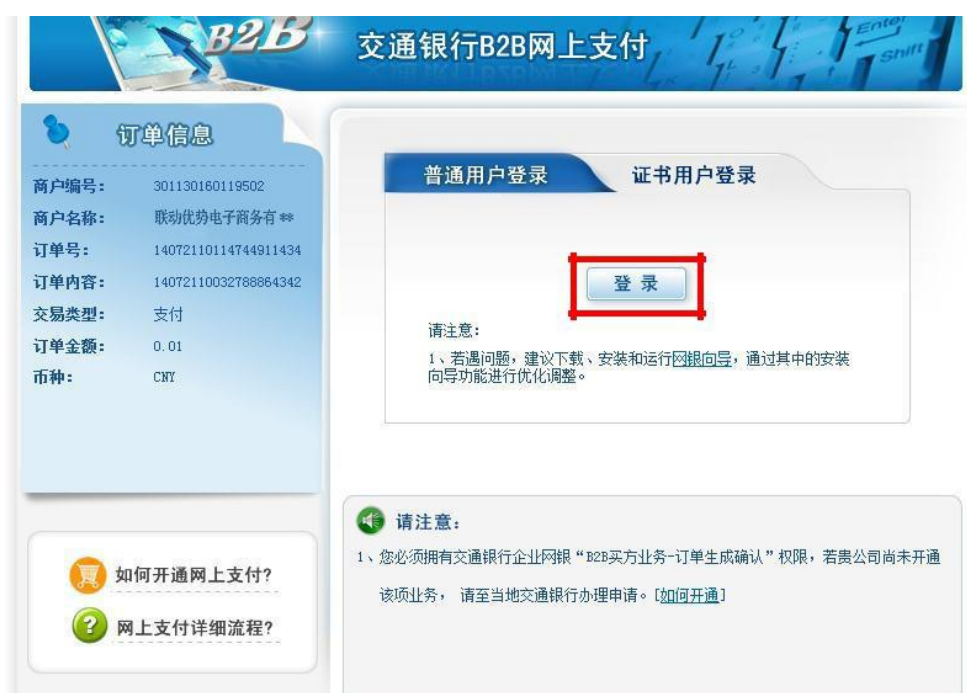 B2B
交通银行B2B网上支付
Enter
Shift
订单信息
商户编号: 301130160119502
商户名称: 联动优势电子商务有**
订单号: 14072110114744911434
订单内容: 14072110032788864342
交易类型: 支付
订单金额: 0.01
币种: CNY
普通用户登录
证书用户登录
登 录
请注意:
1、若遇问题,建议下载、安装和运行网银向导,通过其中的安装
向导功能进行优化调整。
如何开通网上支付?
网上支付详细流程?
请注意:
1、您必须拥有交通银行企业网银“B2B买方业务-订单生成确认”权限,若贵公司尚未开通
该项业务, 请至当地交通银行办理申请。[如何开通]